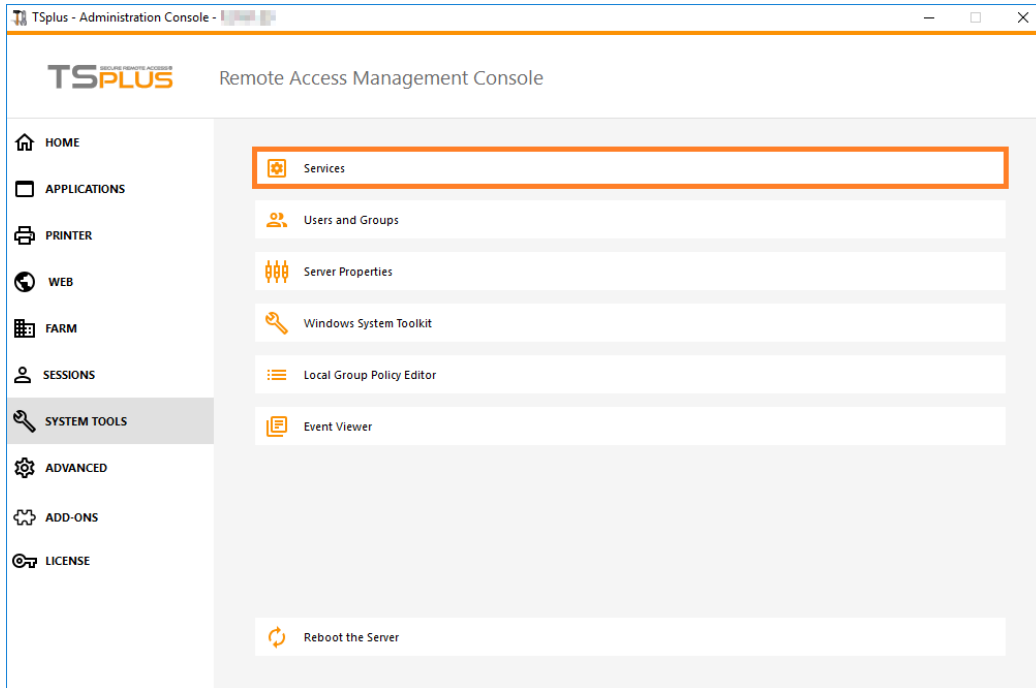 TSplus - Administration Console -
SECURE REMOTE ACCESS®
TSPLUS
Remote Access Management Console
HOME
Services
APPLICATIONS
Users and Groups
PRINTER
Server Properties
WEB
Windows System Toolkit
FARM
Local Group Policy Editor
SESSIONS
Event Viewer
SYSTEM TOOLS
ADVANCED
ADD-ONS
LICENSE
Reboot the Server